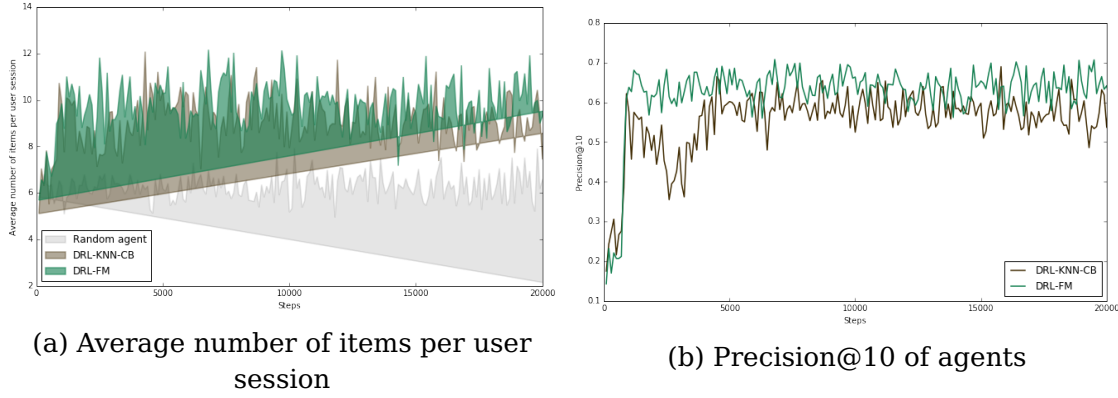 14
12
10
8
6
4
2
Average number of items per user session
Random agent
DRL-KNN-CB
DRL-FM
0
5000
10000
15000
20000
Steps
(a) Average number of items per user
session
0.8
0.7
0.6
0.5
0.4
0.3
0.2
0.1
Precision@10
DRL-KNN-CB
DRL-FM
0
5000
10000
15000
20000
Steps
(b) Precision@10 of agents